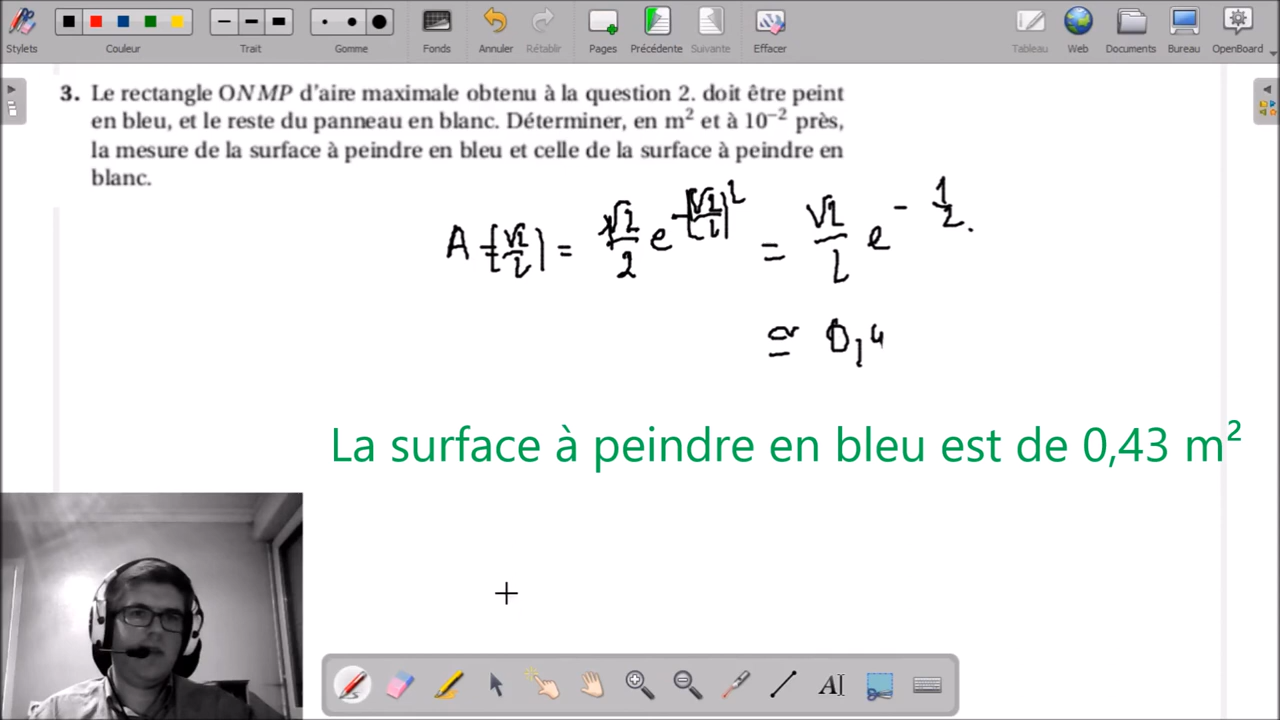 Stylets
Couleur
Trait
Gomme
Fonds
Annuler
Rétablir
Pages
Précédente
Suivante
Effacer
Tableau
Web
Documents
Bureau
OpenBoard
3. Le rectangle ONMP d'aire maximale obtenu à la question 2. doit être peint
en bleu, et le reste du panneau en blanc. Déterminer, en m² et à 10⁻² près,
la mesure de la surface à peindre en bleu et celle de la surface à peindre en
blanc.
A(√2/2) = √2/2 e^-(√2/2)² = √2/2 e^-1/2.
≃ 0,4
La surface à peindre en bleu est de 0,43 m²
AI